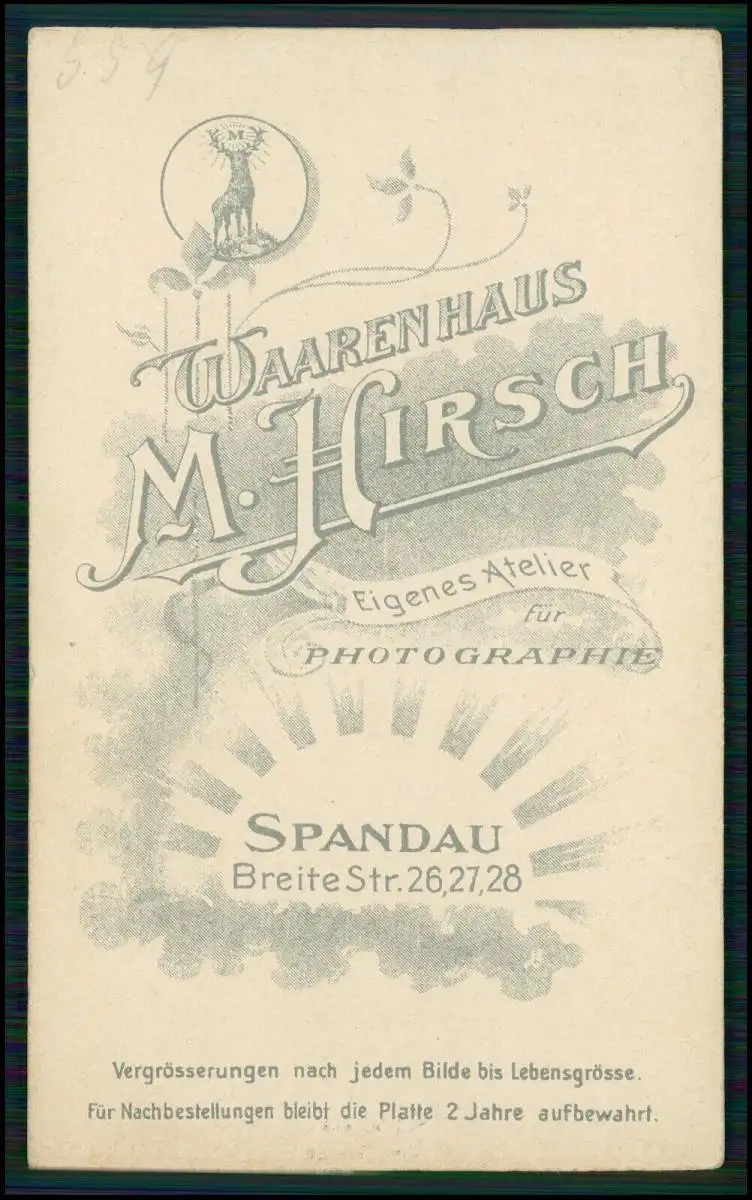 5.59
M
WAARENHAUS
M. HIRSCH
Eigenes Atelier
für
PHOTOGRAPHIE
SPANDAU
Breite Str. 26, 27, 28
Vergrösserungen nach jedem Bilde bis Lebensgrösse.
Für Nachbestellungen bleibt die Platte 2 Jahre aufbewahrt.